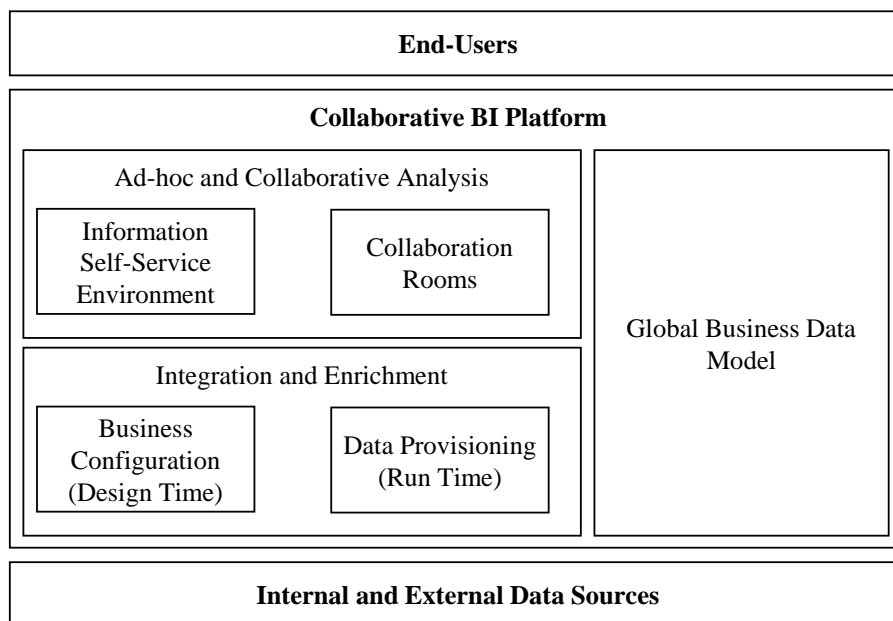 End-Users
Collaborative BI Platform
Ad-hoc and Collaborative Analysis
Information
Self-Service
Environment
Collaboration
Rooms
Integration and Enrichment
Business
Configuration
(Design Time)
Data Provisioning
(Run Time)
Global Business Data
Model
Internal and External Data Sources